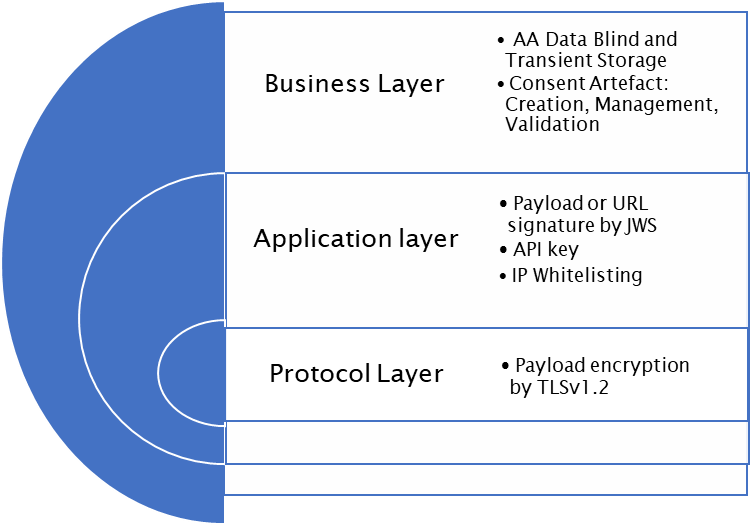 Business Layer
• AA Data Blind and
Transient Storage
• Consent Artefact:
Creation, Management,
Validation
Application layer
• Payload or URL
signature by JWS
• API key
• IP Whitelisting
Protocol Layer
• Payload encryption
by TLSv1.2